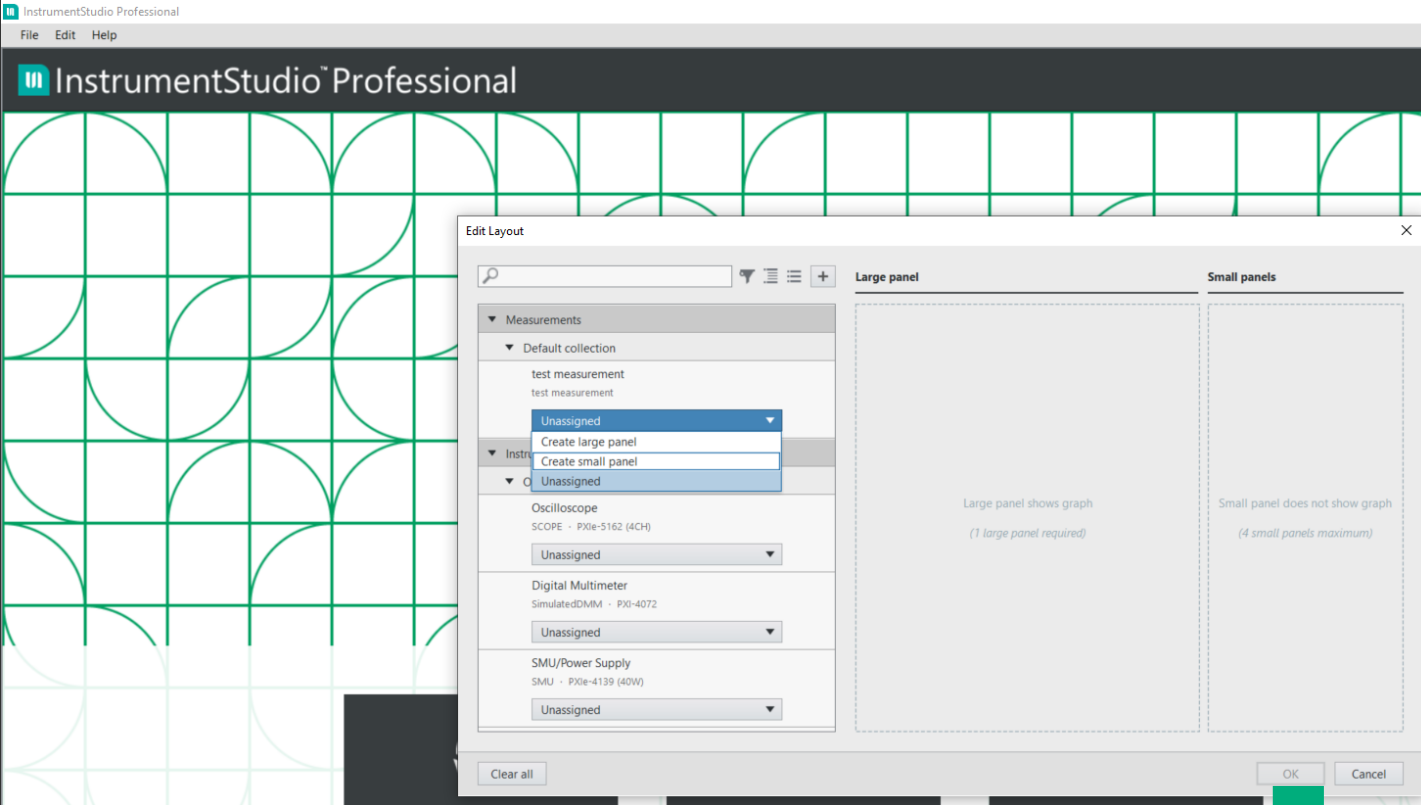 InstrumentStudio Professional
File Edit Help
InstrumentStudio™ Professional
Edit Layout
Large panel
Small panels
Measurements
Default collection
test measurement
test measurement
Unassigned
Create large panel
Create small panel
Unassigned
Oscilloscope
SCOPE · PXIe-5162 (4CH)
Unassigned
Digital Multimeter
SimulatedDMM · PXI-4072
Unassigned
SMU/Power Supply
SMU · PXIe-4139 (40W)
Unassigned
Large panel shows graph
(1 large panel required)
Small panel does not show graph
(4 small panels maximum)
Clear all
OK
Cancel